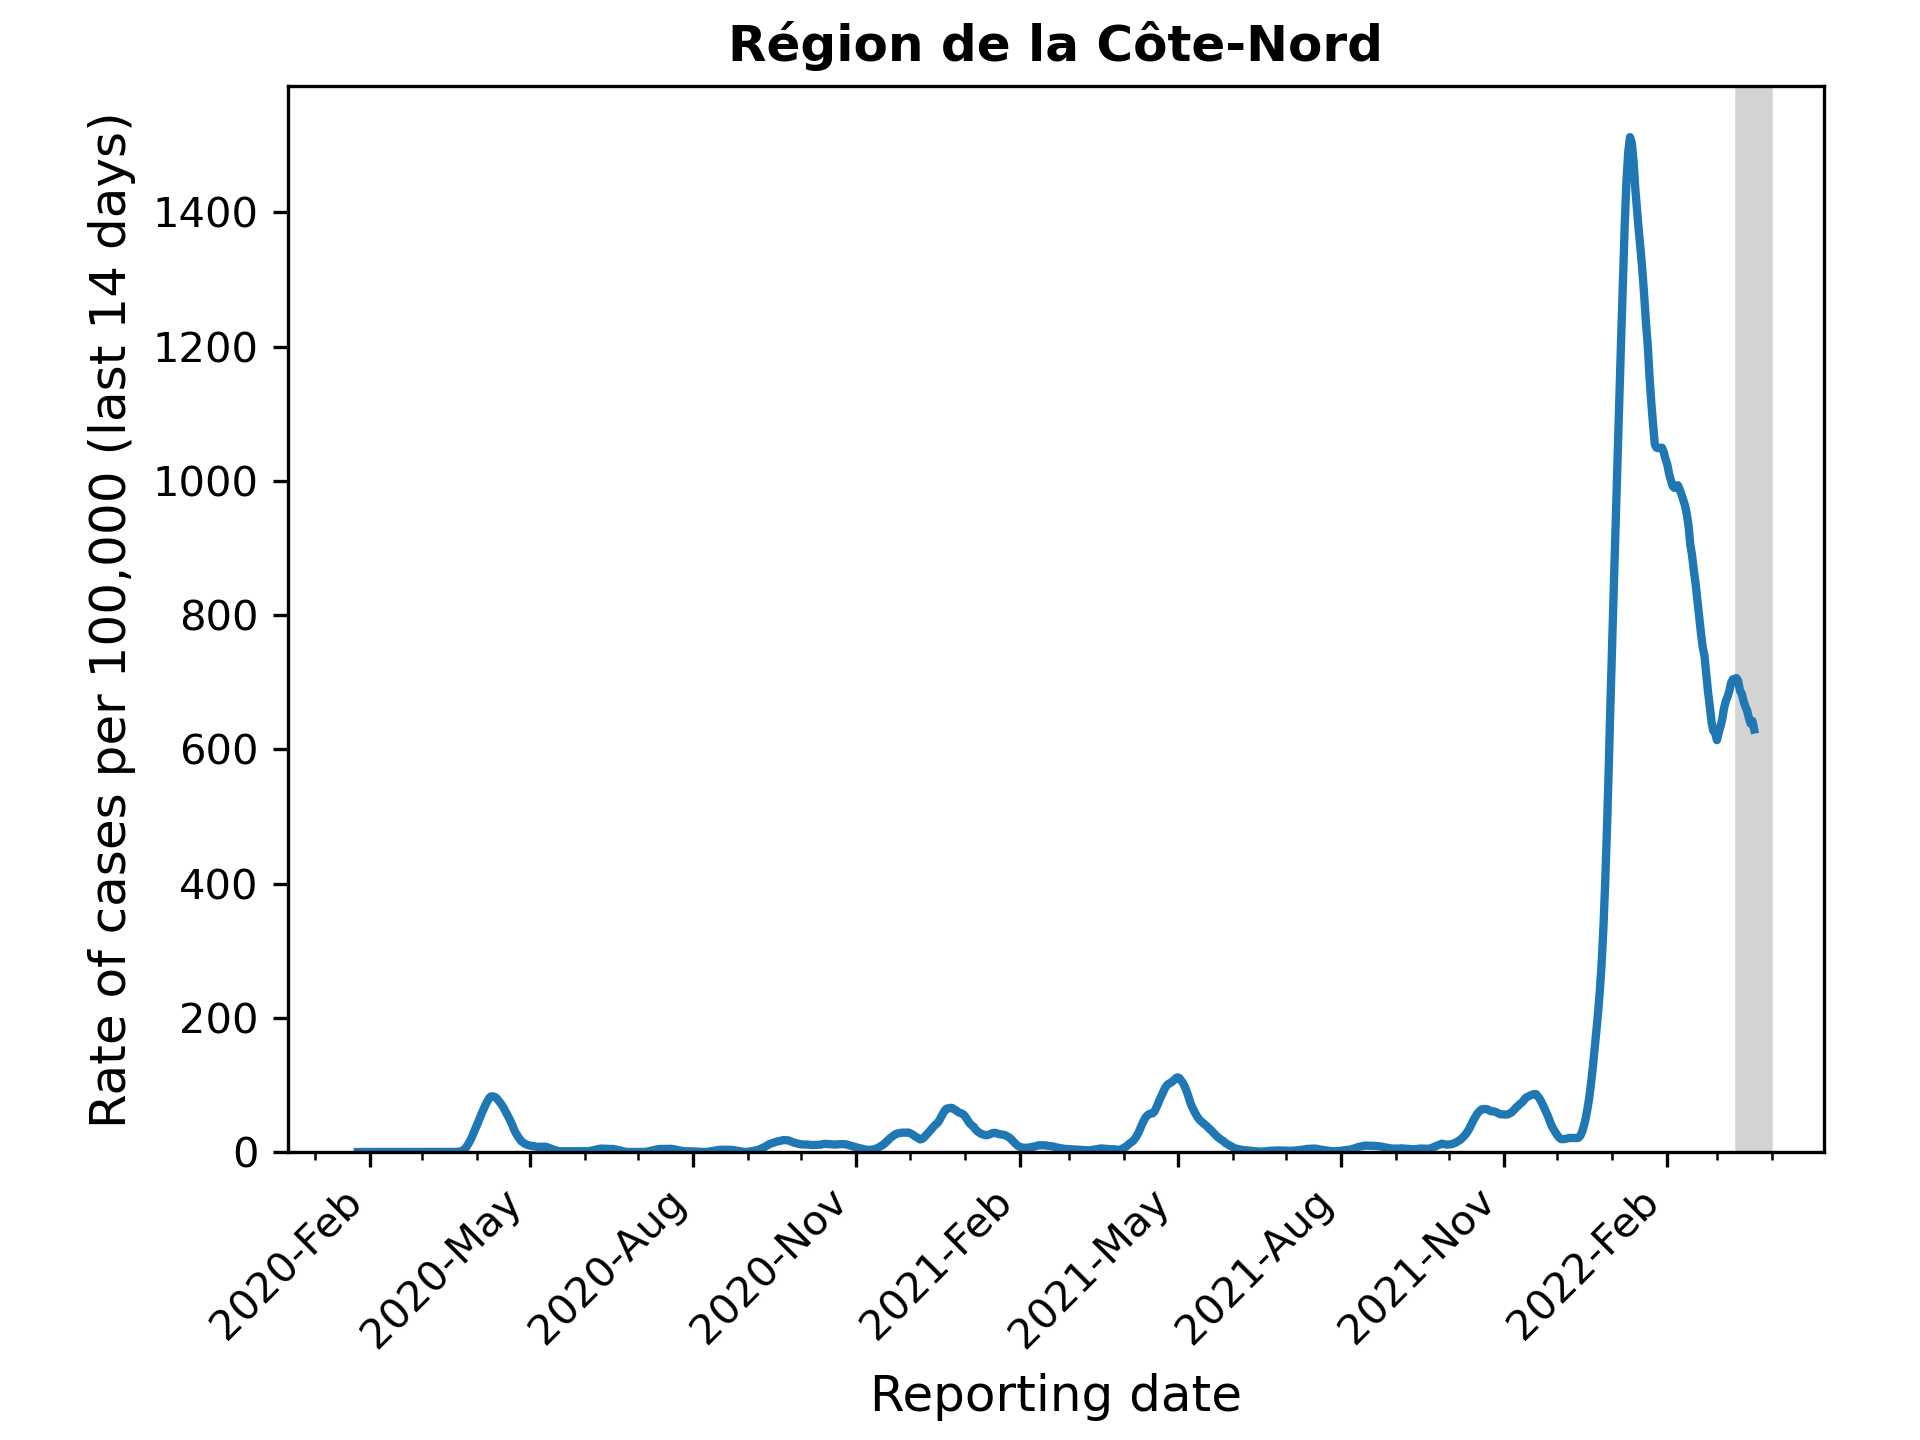 Région de la Côte-Nord
Rate of cases per 100,000 (last 14 days)
1400
1200
1000
800
600
400
200
0
2020-Feb
2020-May
2020-Aug
2020-Nov
2021-Feb
2021-May
2021-Aug
2021-Nov
2022-Feb
Reporting date